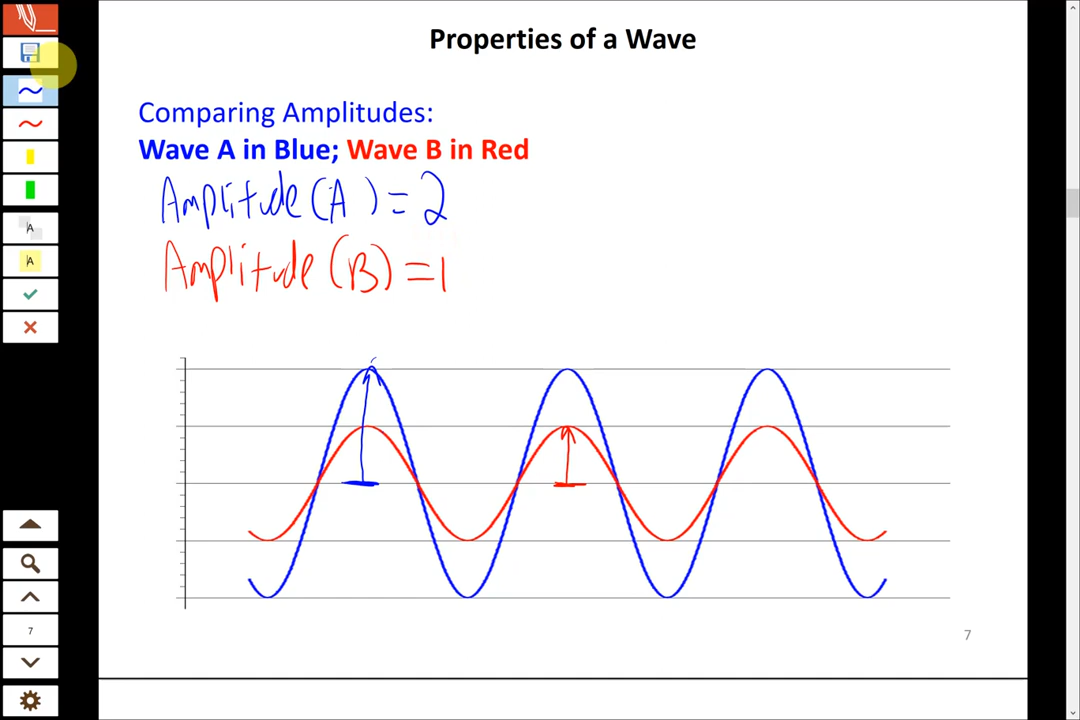 Properties of a Wave
Comparing Amplitudes:
Wave A in Blue; Wave B in Red
Amplitude (A) = 2
Amplitude (B) = 1
A
A
7
7